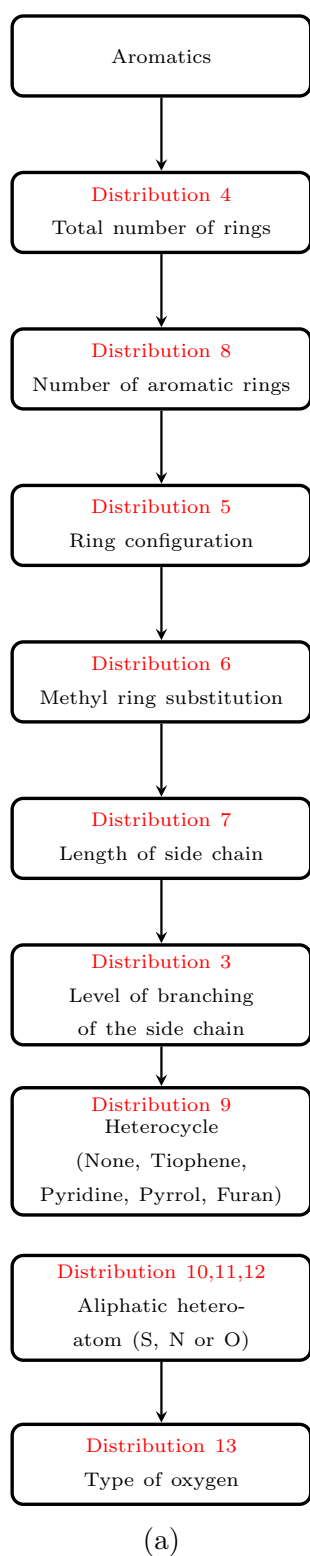 Aromatics
Distribution 4
Total number of rings
Distribution 8
Number of aromatic rings
Distribution 5
Ring configuration
Distribution 6
Methyl ring substitution
Distribution 7
Length of side chain
Distribution 3
Level of branching
of the side chain
Distribution 9
Heterocycle
(None, Tiophene,
Pyridine, Pyrrol, Furan)
Distribution 10,11,12
Aliphatic hetero-
atom (S, N or O)
Distribution 13
Type of oxygen
(a)